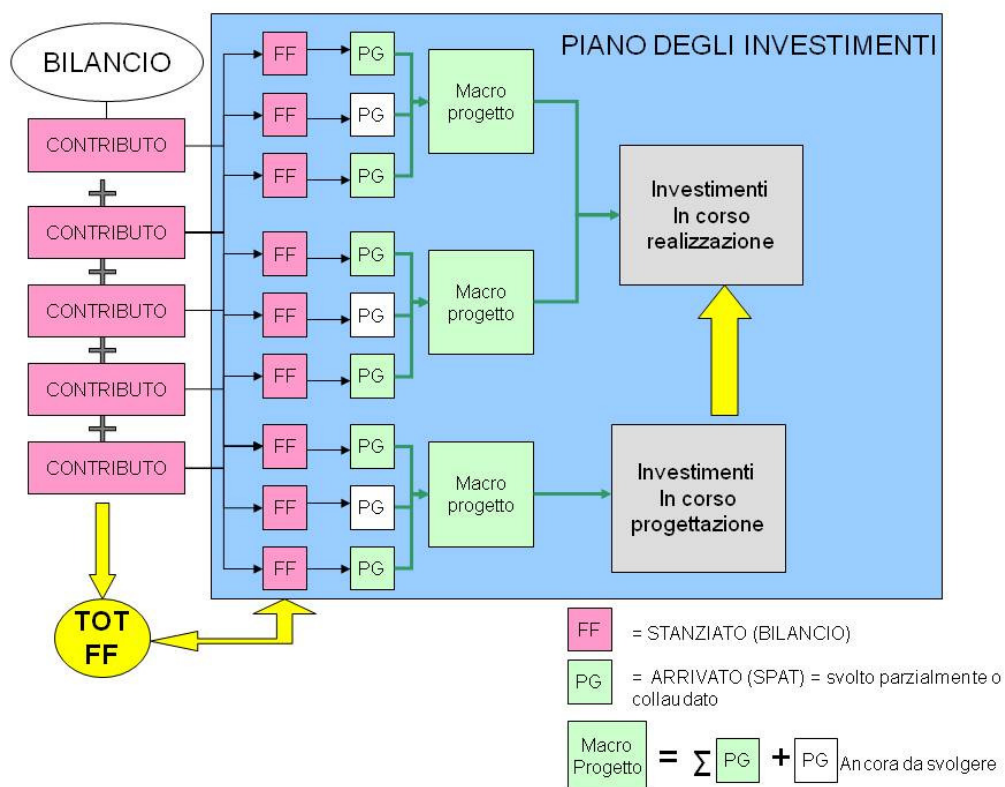 BILANCIO
CONTRIBUTO
CONTRIBUTO
CONTRIBUTO
CONTRIBUTO
CONTRIBUTO
TOT
FF
PIANO DEGLI INVESTIMENTI
FF PG
FF PG
FF PG
Macro
progetto
FF PG
FF PG
FF PG
Macro
progetto
FF PG
FF PG
FF PG
Macro
progetto
Investimenti
In corso
realizzazione
Investimenti
In corso
progettazione
FF = STANZIATO (BILANCIO)
PG = ARRIVATO (SPAT) = svolto parzialmente o
collaudato
Macro
Progetto = Σ PG + PG Ancora da svolgere